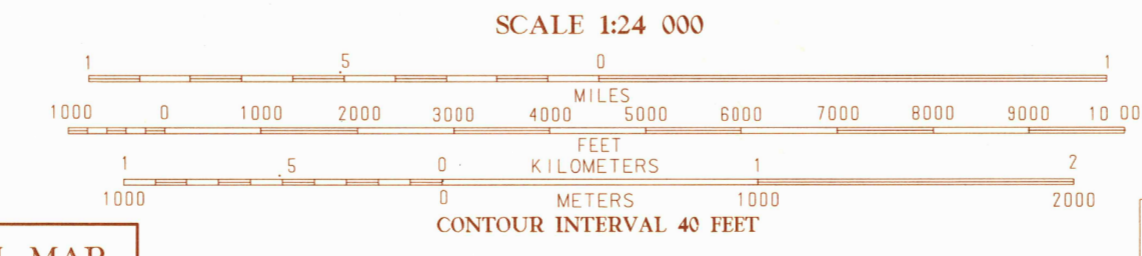 SCALE 1:24 000
1 .5 0 1
MILES
1000 0 1000 2000 3000 4000 5000 6000 7000 8000 9000 10 00
FEET
1 .5 0 KILOMETERS 1 2
1000 0 METERS 1000 2000
CONTOUR INTERVAL 40 FEET
MAP